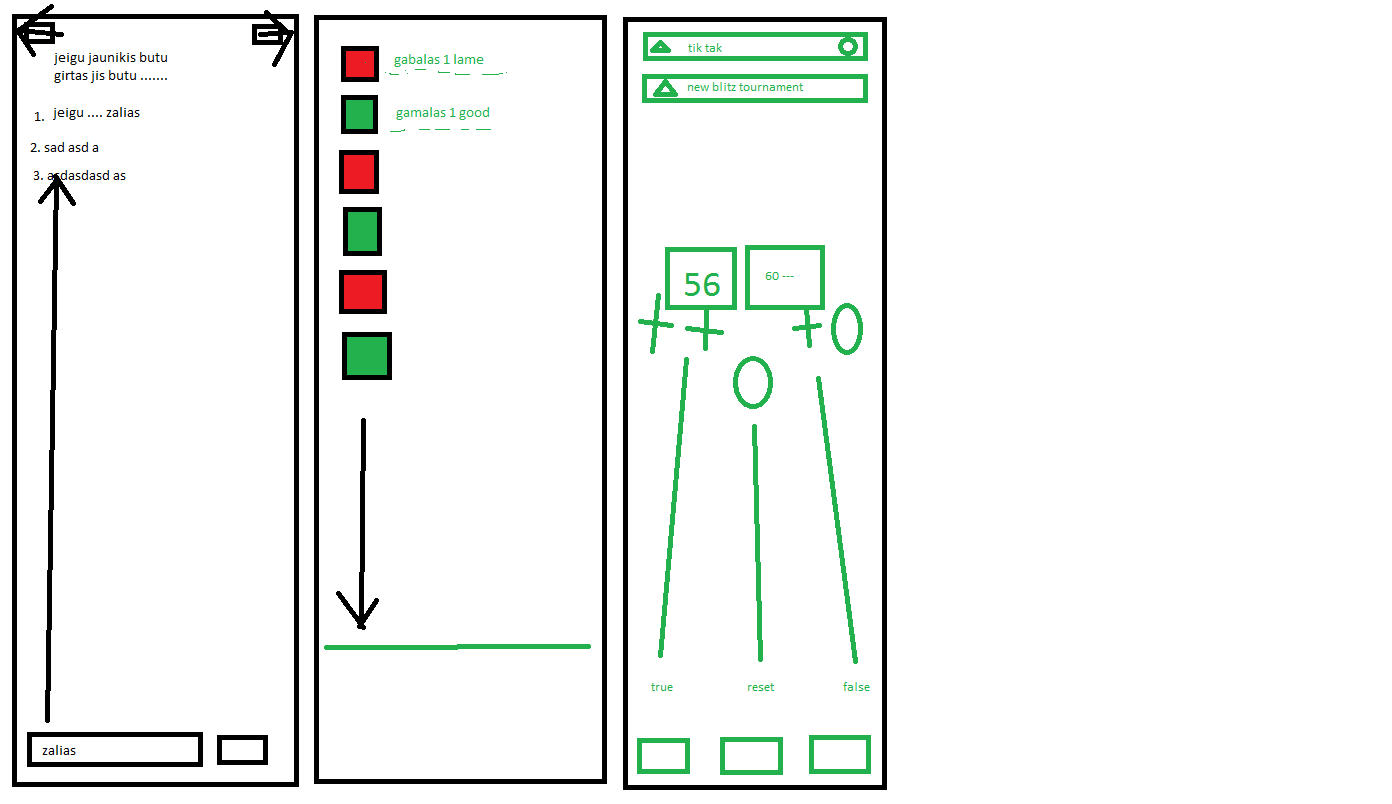 jeigu jaunikis butu
girtas jis butu .......
1. jeigu .... zalias
2. sad asd a
3. asdasdasd as
zalias
gabalas 1 lame
gamalas 1 good
tik tak
new blitz tournament
56
60 ---
true
reset
false